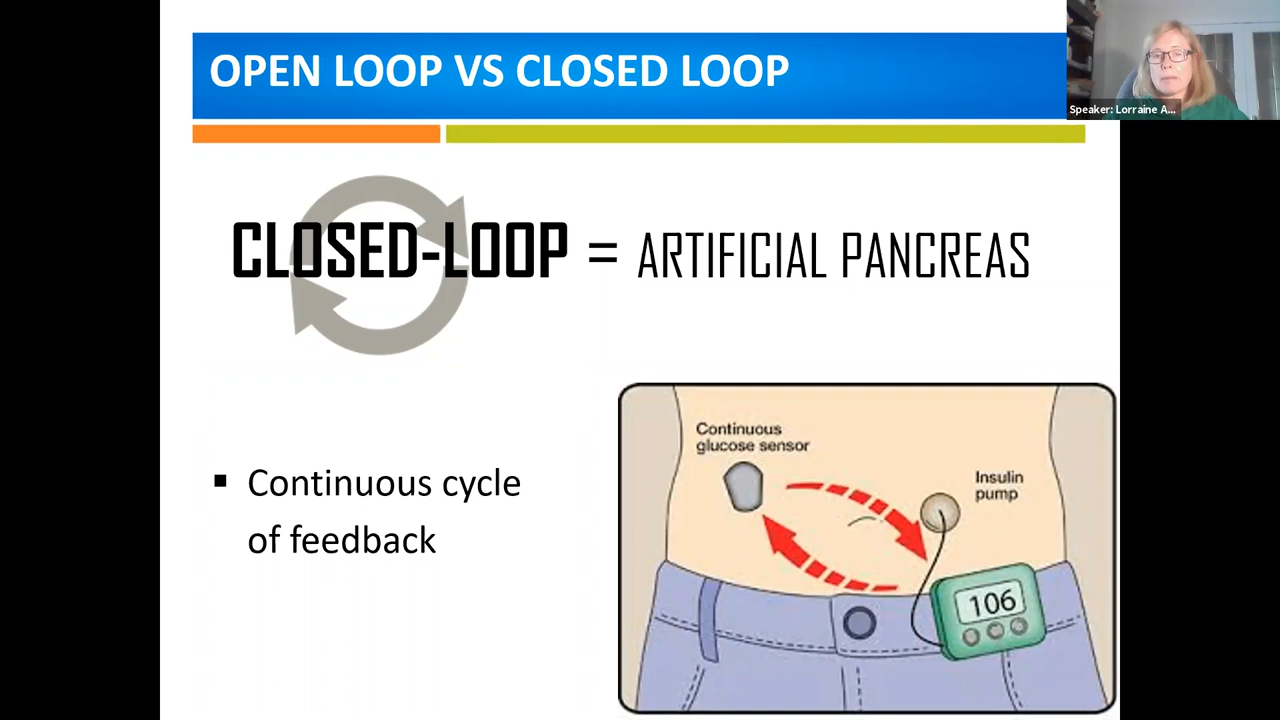 OPEN LOOP VS CLOSED LOOP
Speaker: Lorraine A...
CLOSED-LOOP = ARTIFICIAL PANCREAS
▪ Continuous cycle
of feedback
Continuous
glucose sensor
Insulin
pump
106